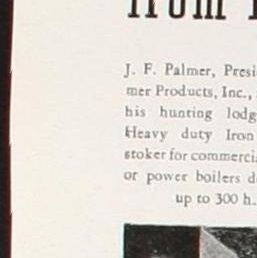 from
J. F. Palmer, Presi
mer Products, Inc.,
his hunting lodg
Heavy duty Iron
stoker for commerci
or power boilers d
up to 300 h.